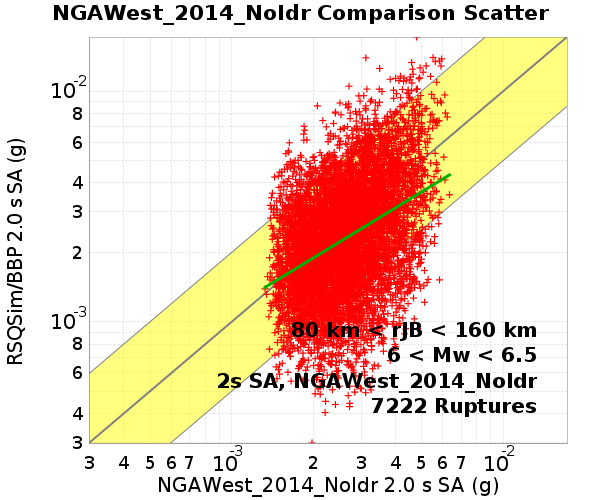 NGAWest_2014_NoIdr Comparison Scatter
RSQSim/BBP 2.0 s SA (g)
10-2
8
6
4
3
2
10-3
8
6
4
3
80 km < rJB < 160 km
6 < Mw < 6.5
2s SA, NGAWest_2014_NoIdr
7222 Ruptures
3 4 5 6 7 10-3 2 3 4 5 6 7 10-2
NGAWest_2014_NoIdr 2.0 s SA (g)